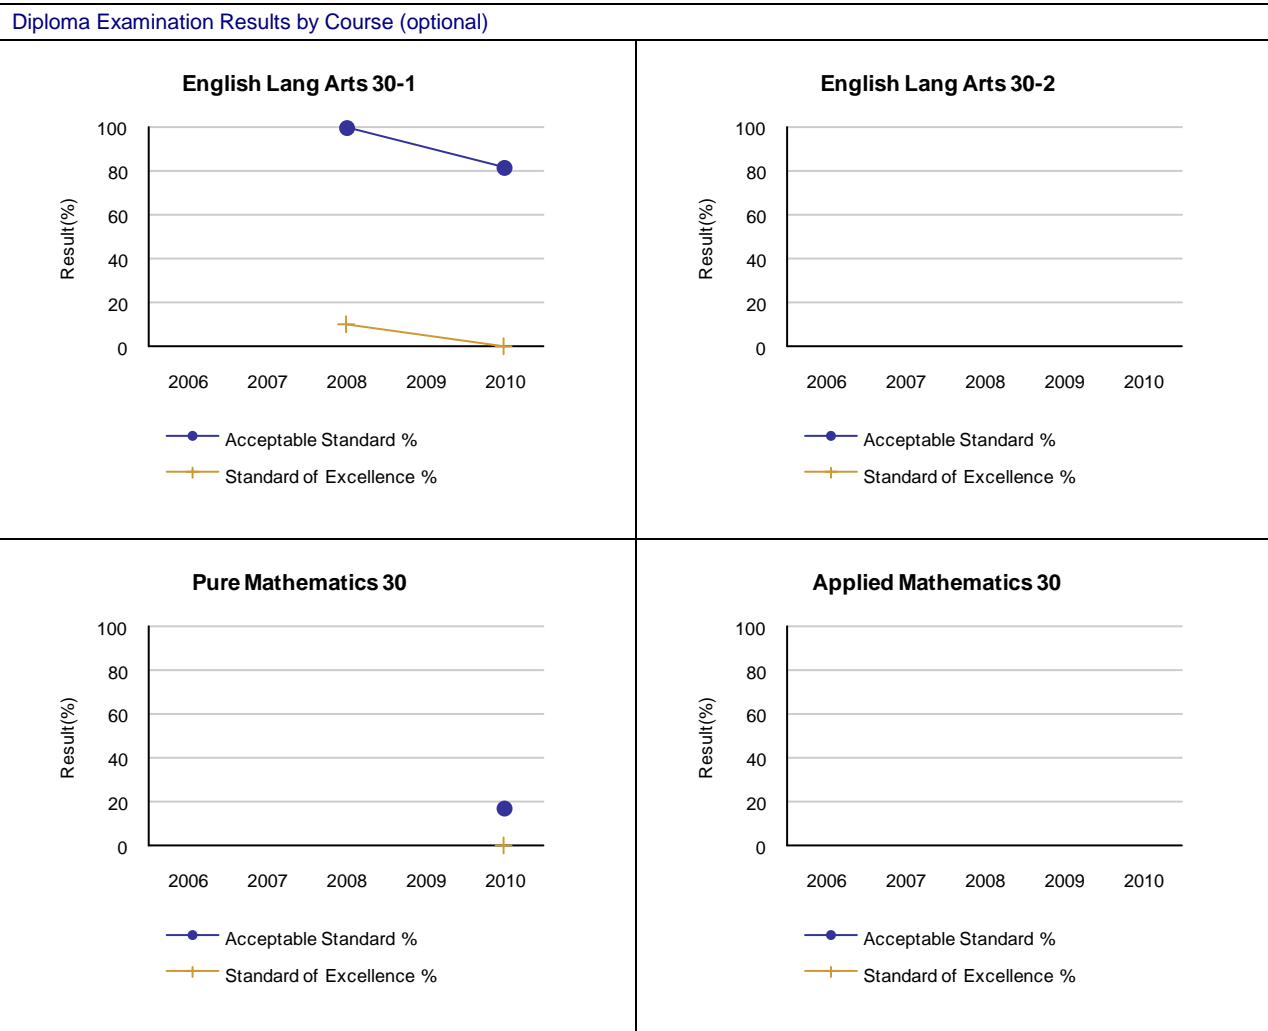 Diploma Examination Results by Course (optional)
English Lang Arts 30-1
100
80
60
40
20
0
Result(%)
2006 2007 2008 2009 2010
Acceptable Standard %
Standard of Excellence %
English Lang Arts 30-2
100
80
60
40
20
0
Result(%)
2006 2007 2008 2009 2010
Acceptable Standard %
Standard of Excellence %
Pure Mathematics 30
100
80
60
40
20
0
Result(%)
2006 2007 2008 2009 2010
Acceptable Standard %
Standard of Excellence %
Applied Mathematics 30
100
80
60
40
20
0
Result(%)
2006 2007 2008 2009 2010
Acceptable Standard %
Standard of Excellence %